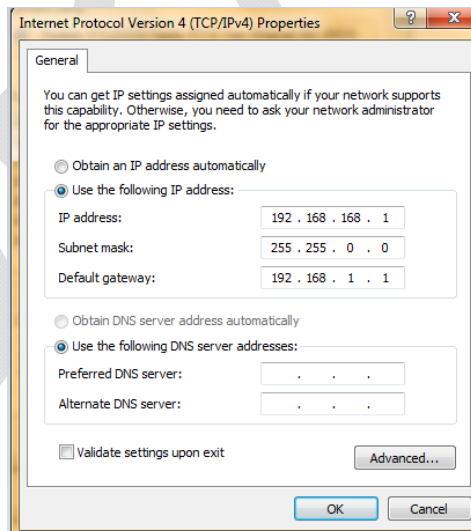 Internet Protocol Version 4 (TCP/IPv4) Properties
General
You can get IP settings assigned automatically if your network supports
this capability. Otherwise, you need to ask your network administrator
for the appropriate IP settings.
Obtain an IP address automatically
Use the following IP address:
IP address: 192 . 168 . 168 . 1
Subnet mask: 255 . 255 . 0 . 0
Default gateway: 192 . 168 . 1 . 1
Obtain DNS server address automatically
Use the following DNS server addresses:
Preferred DNS server: . . .
Alternate DNS server: . . .
Validate settings upon exit
Advanced...
OK Cancel